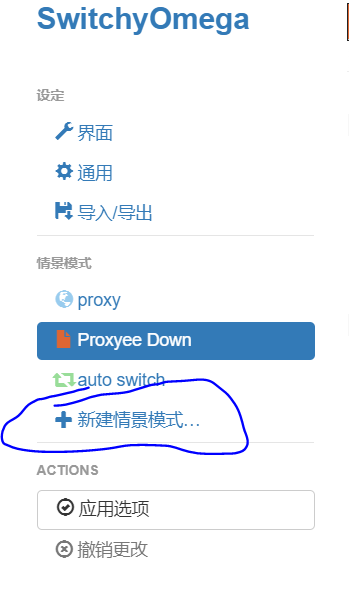 SwitchyOmega
设定
界面
通用
导入/导出
情景模式
proxy
Proxyee Down
auto switch
新建情景模式...
ACTIONS
应用选项
撤销更改